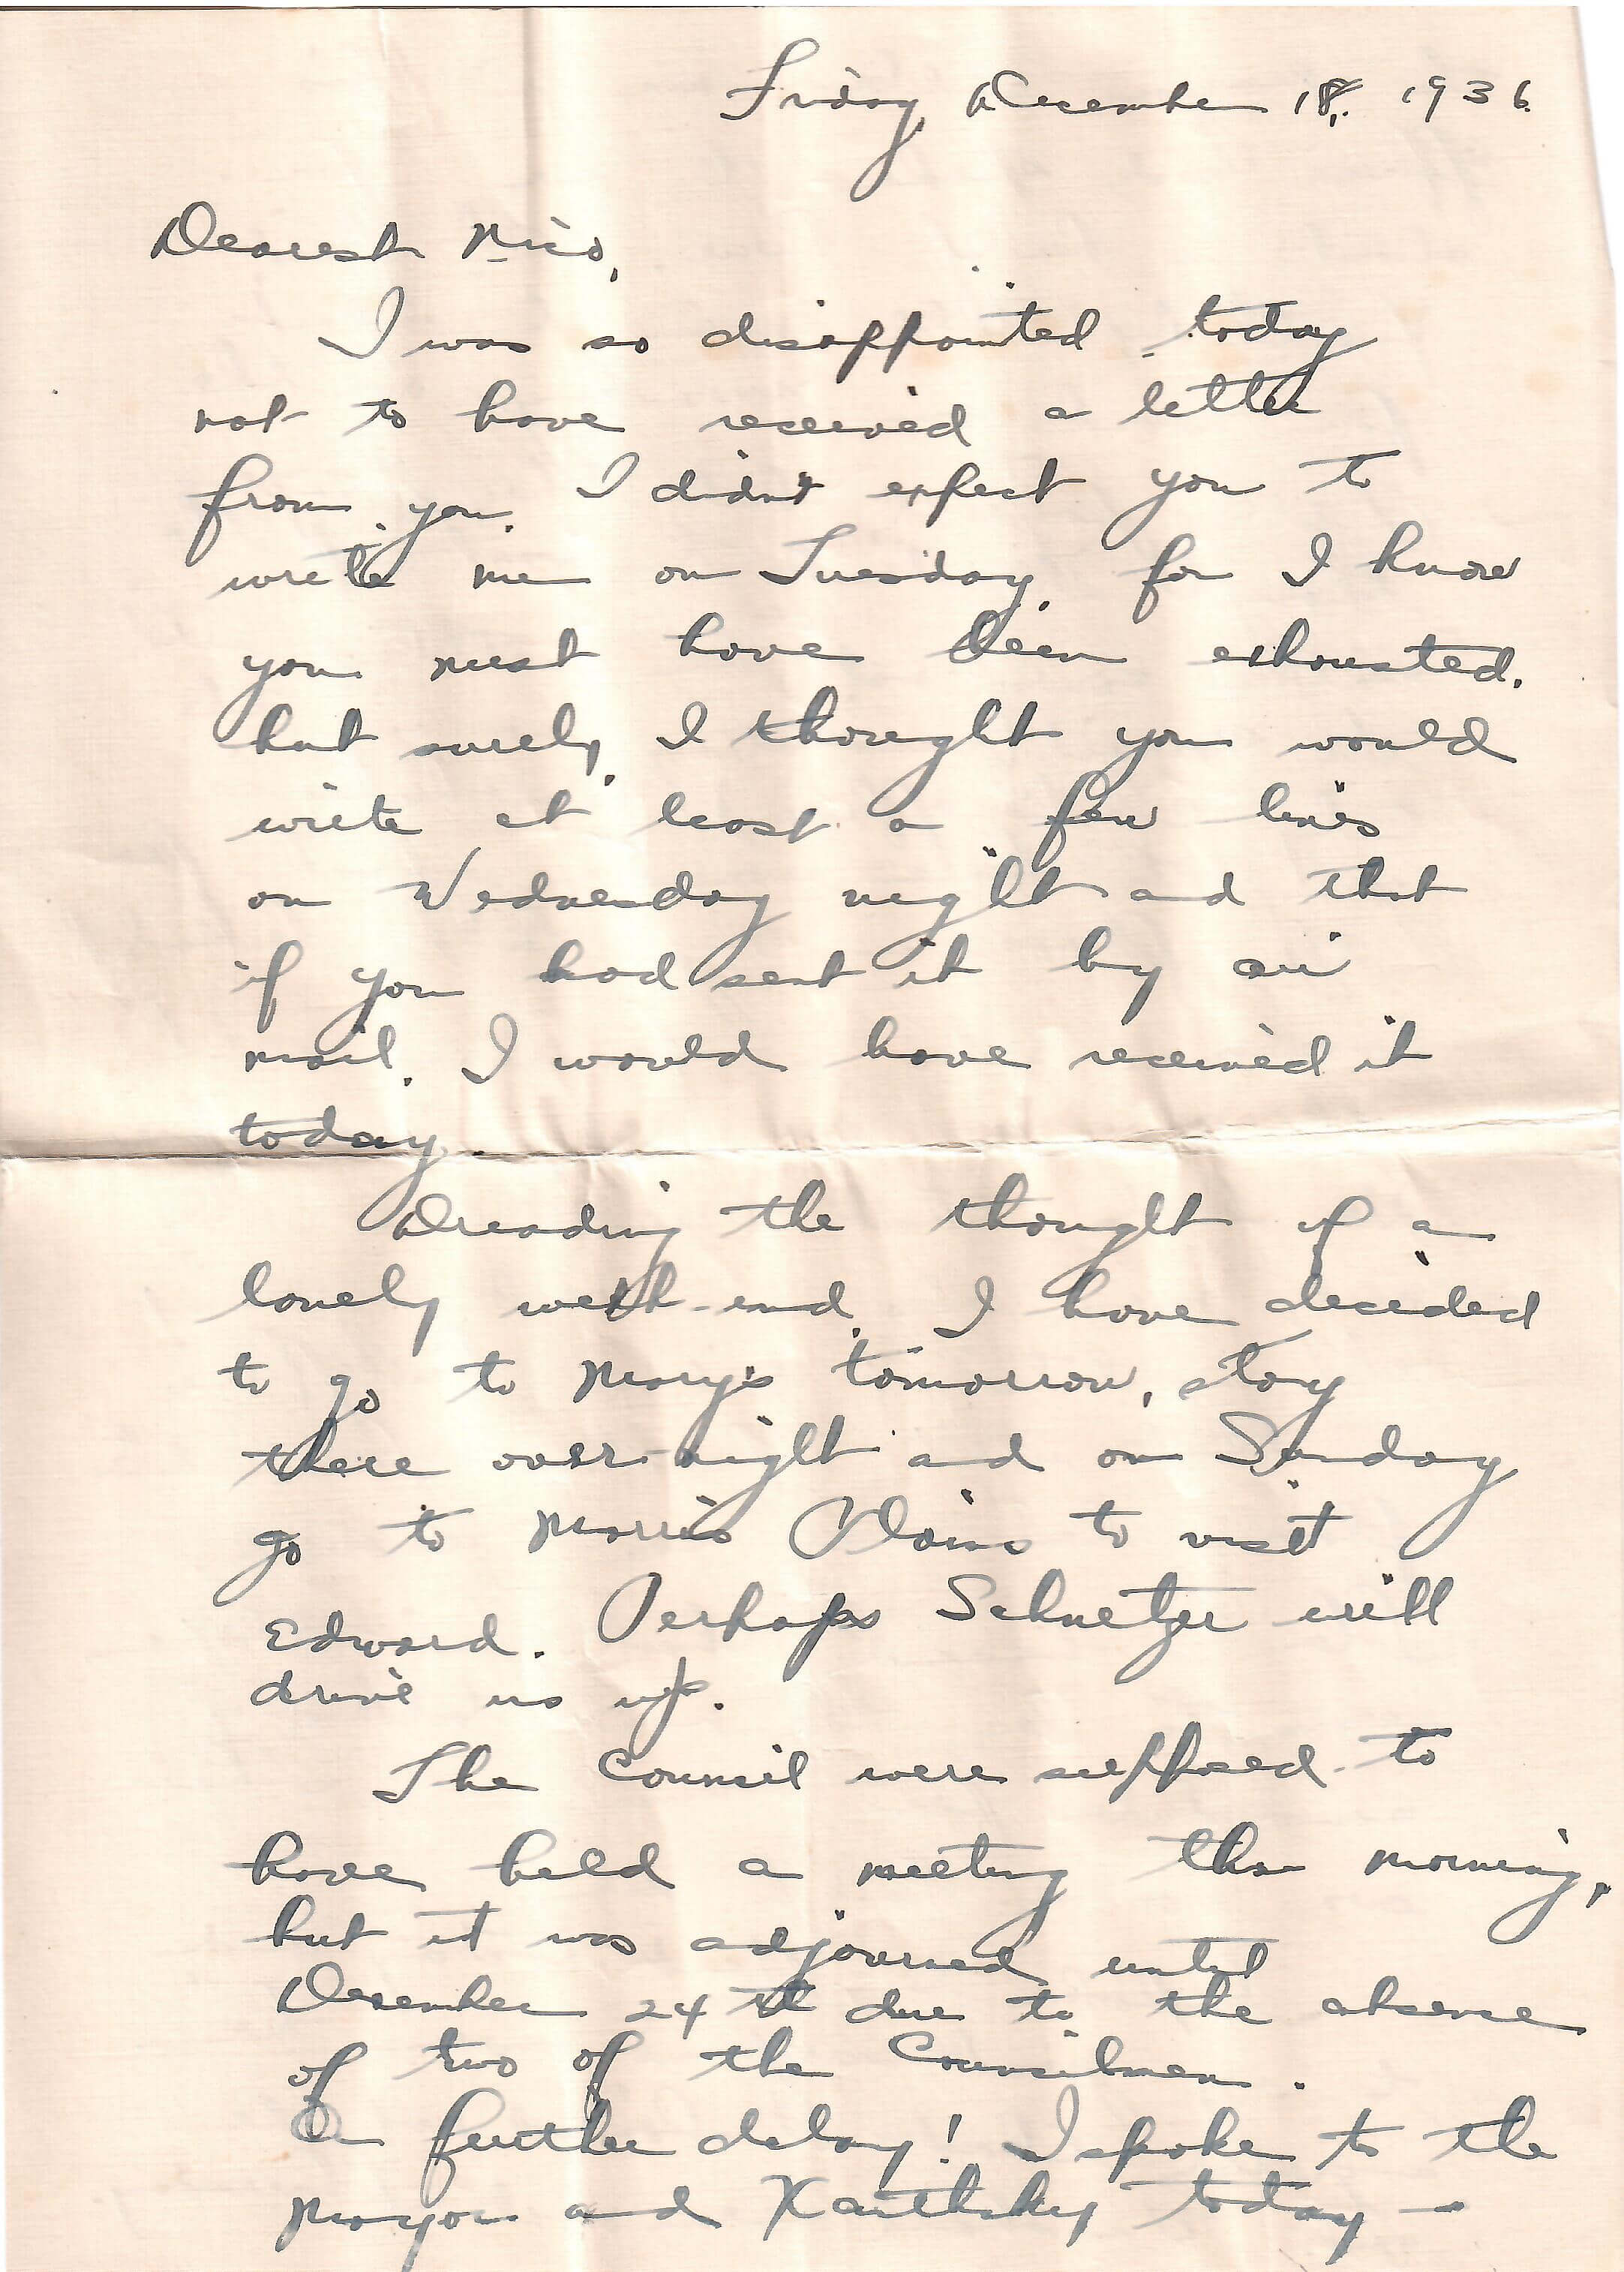 Friday, December 18, 1936.
Dearest Mico,
I was so disappointed today
not to have received a letter
from you. I didn't expect you to
write me on Tuesday, for I know
you must have been exhausted,
but surely, I thought you would
write at least a few lines
on Wednesday night and that
if you had sent it by air
mail, I would have received it
today.
Dreading the thought of a
lonely week-end, I have decided
to go to Mary's tomorrow, stay
there over-night and on Sunday
go to Morris Plains to visit
Edward. Perhaps Schnetzer will
drive us up.
The Council were supposed to
have held a meeting this morning,
but it was adjourned until
December 24th due to the absence
of two of the Councilmen.
On further delay! I spoke to the
Mayor and today —